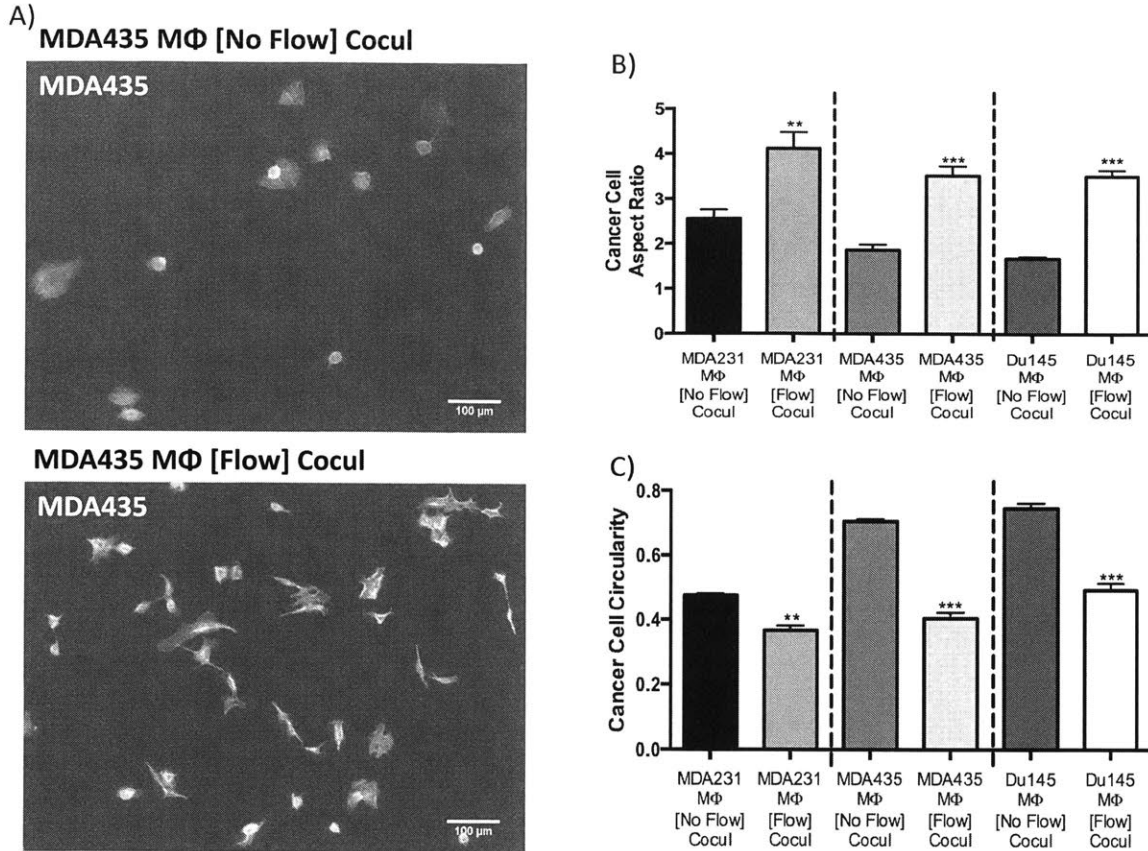 A)
MDA435 MΦ [No Flow] Cocul
MDA435
100 µm
MDA435 MΦ [Flow] Cocul
MDA435
100 µm
B)
Cancer Cell
Aspect Ratio
5
4
3
2
1
0
**
***
***
MDA231 MDA231 MDA435 MDA435 Du145 Du145
MΦ MΦ MΦ MΦ MΦ MΦ
[No Flow] [Flow] [No Flow] [Flow] [No Flow] [Flow]
Cocul Cocul Cocul Cocul Cocul Cocul
C)
Cancer Cell Circularity
0.8
0.6
0.4
0.2
0.0
**
***
***
MDA231 MDA231 MDA435 MDA435 Du145 Du145
MΦ MΦ MΦ MΦ MΦ MΦ
[No Flow] [Flow] [No Flow] [Flow] [No Flow] [Flow]
Cocul Cocul Cocul Cocul Cocul Cocul